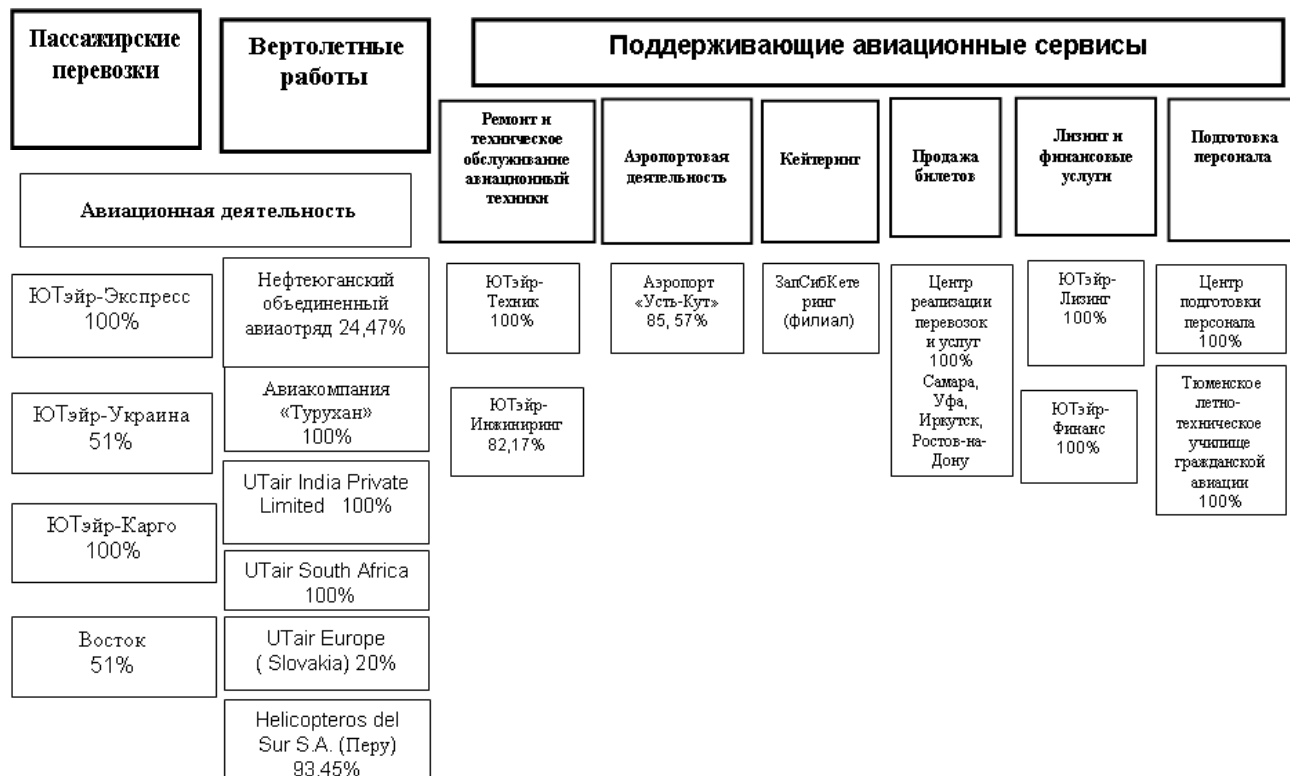 Пассажирские
перевозки
Вертолетные
работы
Поддерживающие авиационные сервисы
Ремонт и
техническое
обслуживание
авиационный
техники
Аэропортовая
деятельность
Кейтеринг
Продажа
билетов
Лизинг и
финансовые
услуги
Подготовка
персонала
Авиационная деятельность
ЮТэйр-Экспресс
100%
ЮТэйр-Украина
51%
ЮТэйр-Карго
100%
Восток
51%
Нефтеюганский
объединенный
авиаотряд 24,47%
Авиакомпания
«Турухан»
100%
UTair India Private
Limited 100%
UTair South Africa
100%
UTair Europe
( Slovakia) 20%
Helicopteros del
Sur S.A. (Перу)
93,45%
ЮТэйр-
Техник
100%
ЮТэйр-
Инжиниринг
82,17%
Аэропорт
«Усть-Кут»
85, 57%
ЗапСибКете
ринг
(филиал)
Центр
реализации
перевозок
и услуг
100%
Самара,
Уфа,
Иркутск,
Ростов-на-
Дону
ЮТэйр-
Лизинг
100%
ЮТэйр-
Финанс
100%
Центр
подготовки
персонала
100%
Тюменское
летно-
техническое
училище
гражданской
авиации
100%